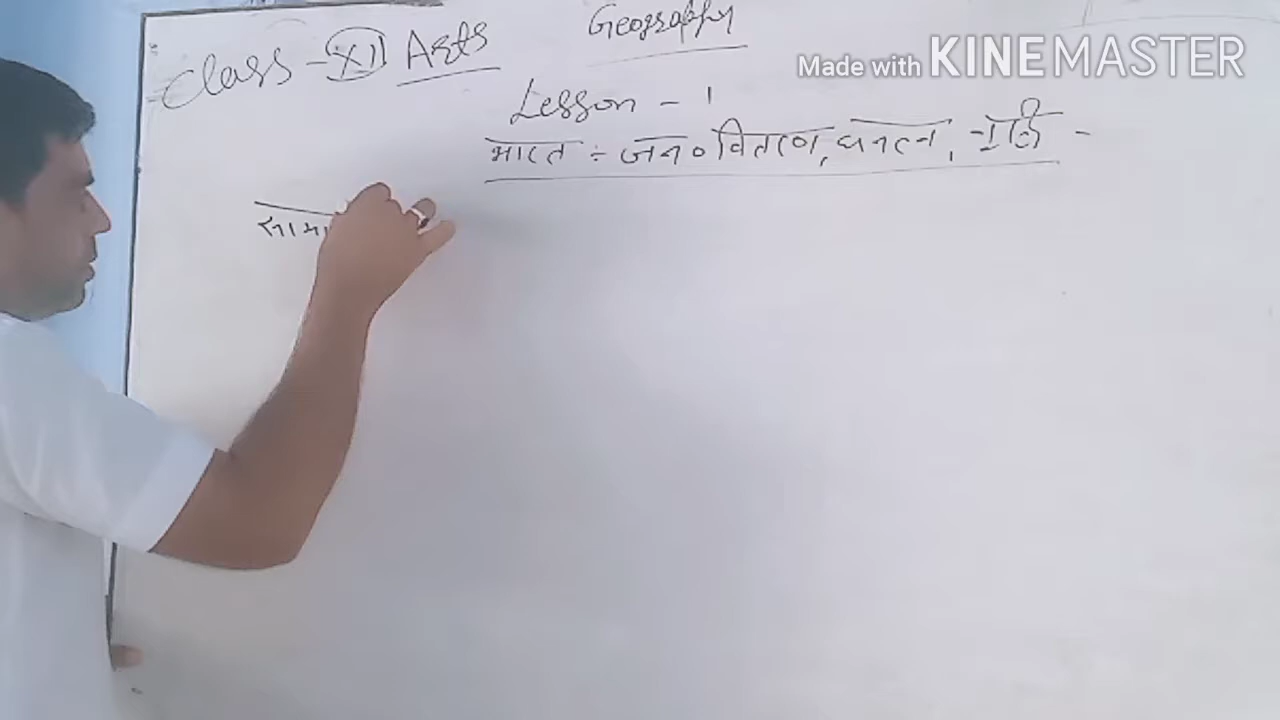 Class - XII Arts
Geography
Made with KINEMASTER
Lesson - 1
भारत :- जन० वितरण, घनत्व, वृद्धि -
सामा